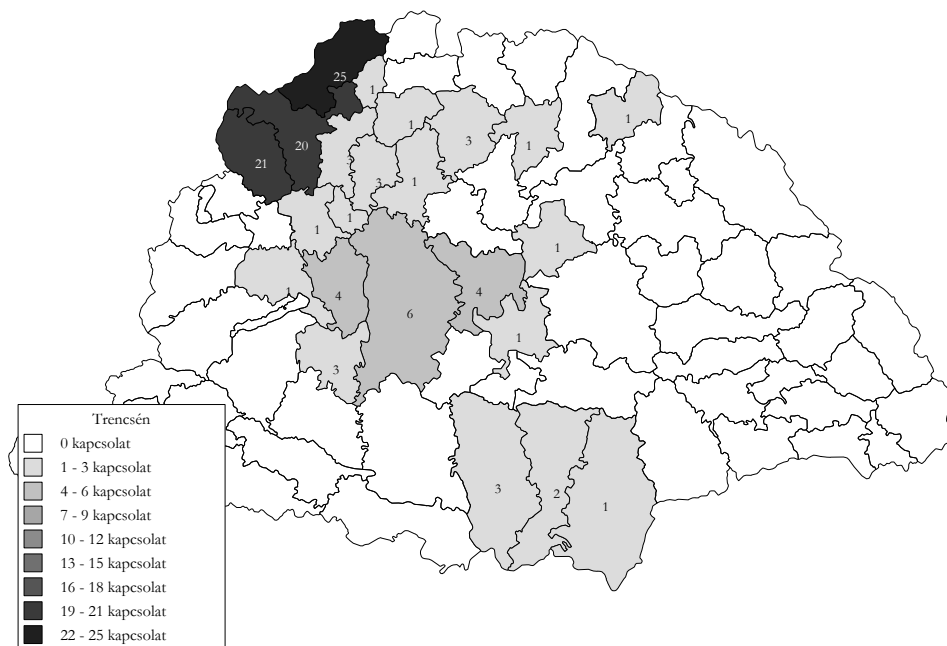 25
1
1
1
20
3
1
21
3
3
1
1
1
1
1
4
4
6
1
3
3
2
1
Trencsén
0 kapcsolat
1 - 3 kapcsolat
4 - 6 kapcsolat
7 - 9 kapcsolat
10 - 12 kapcsolat
13 - 15 kapcsolat
16 - 18 kapcsolat
19 - 21 kapcsolat
22 - 25 kapcsolat